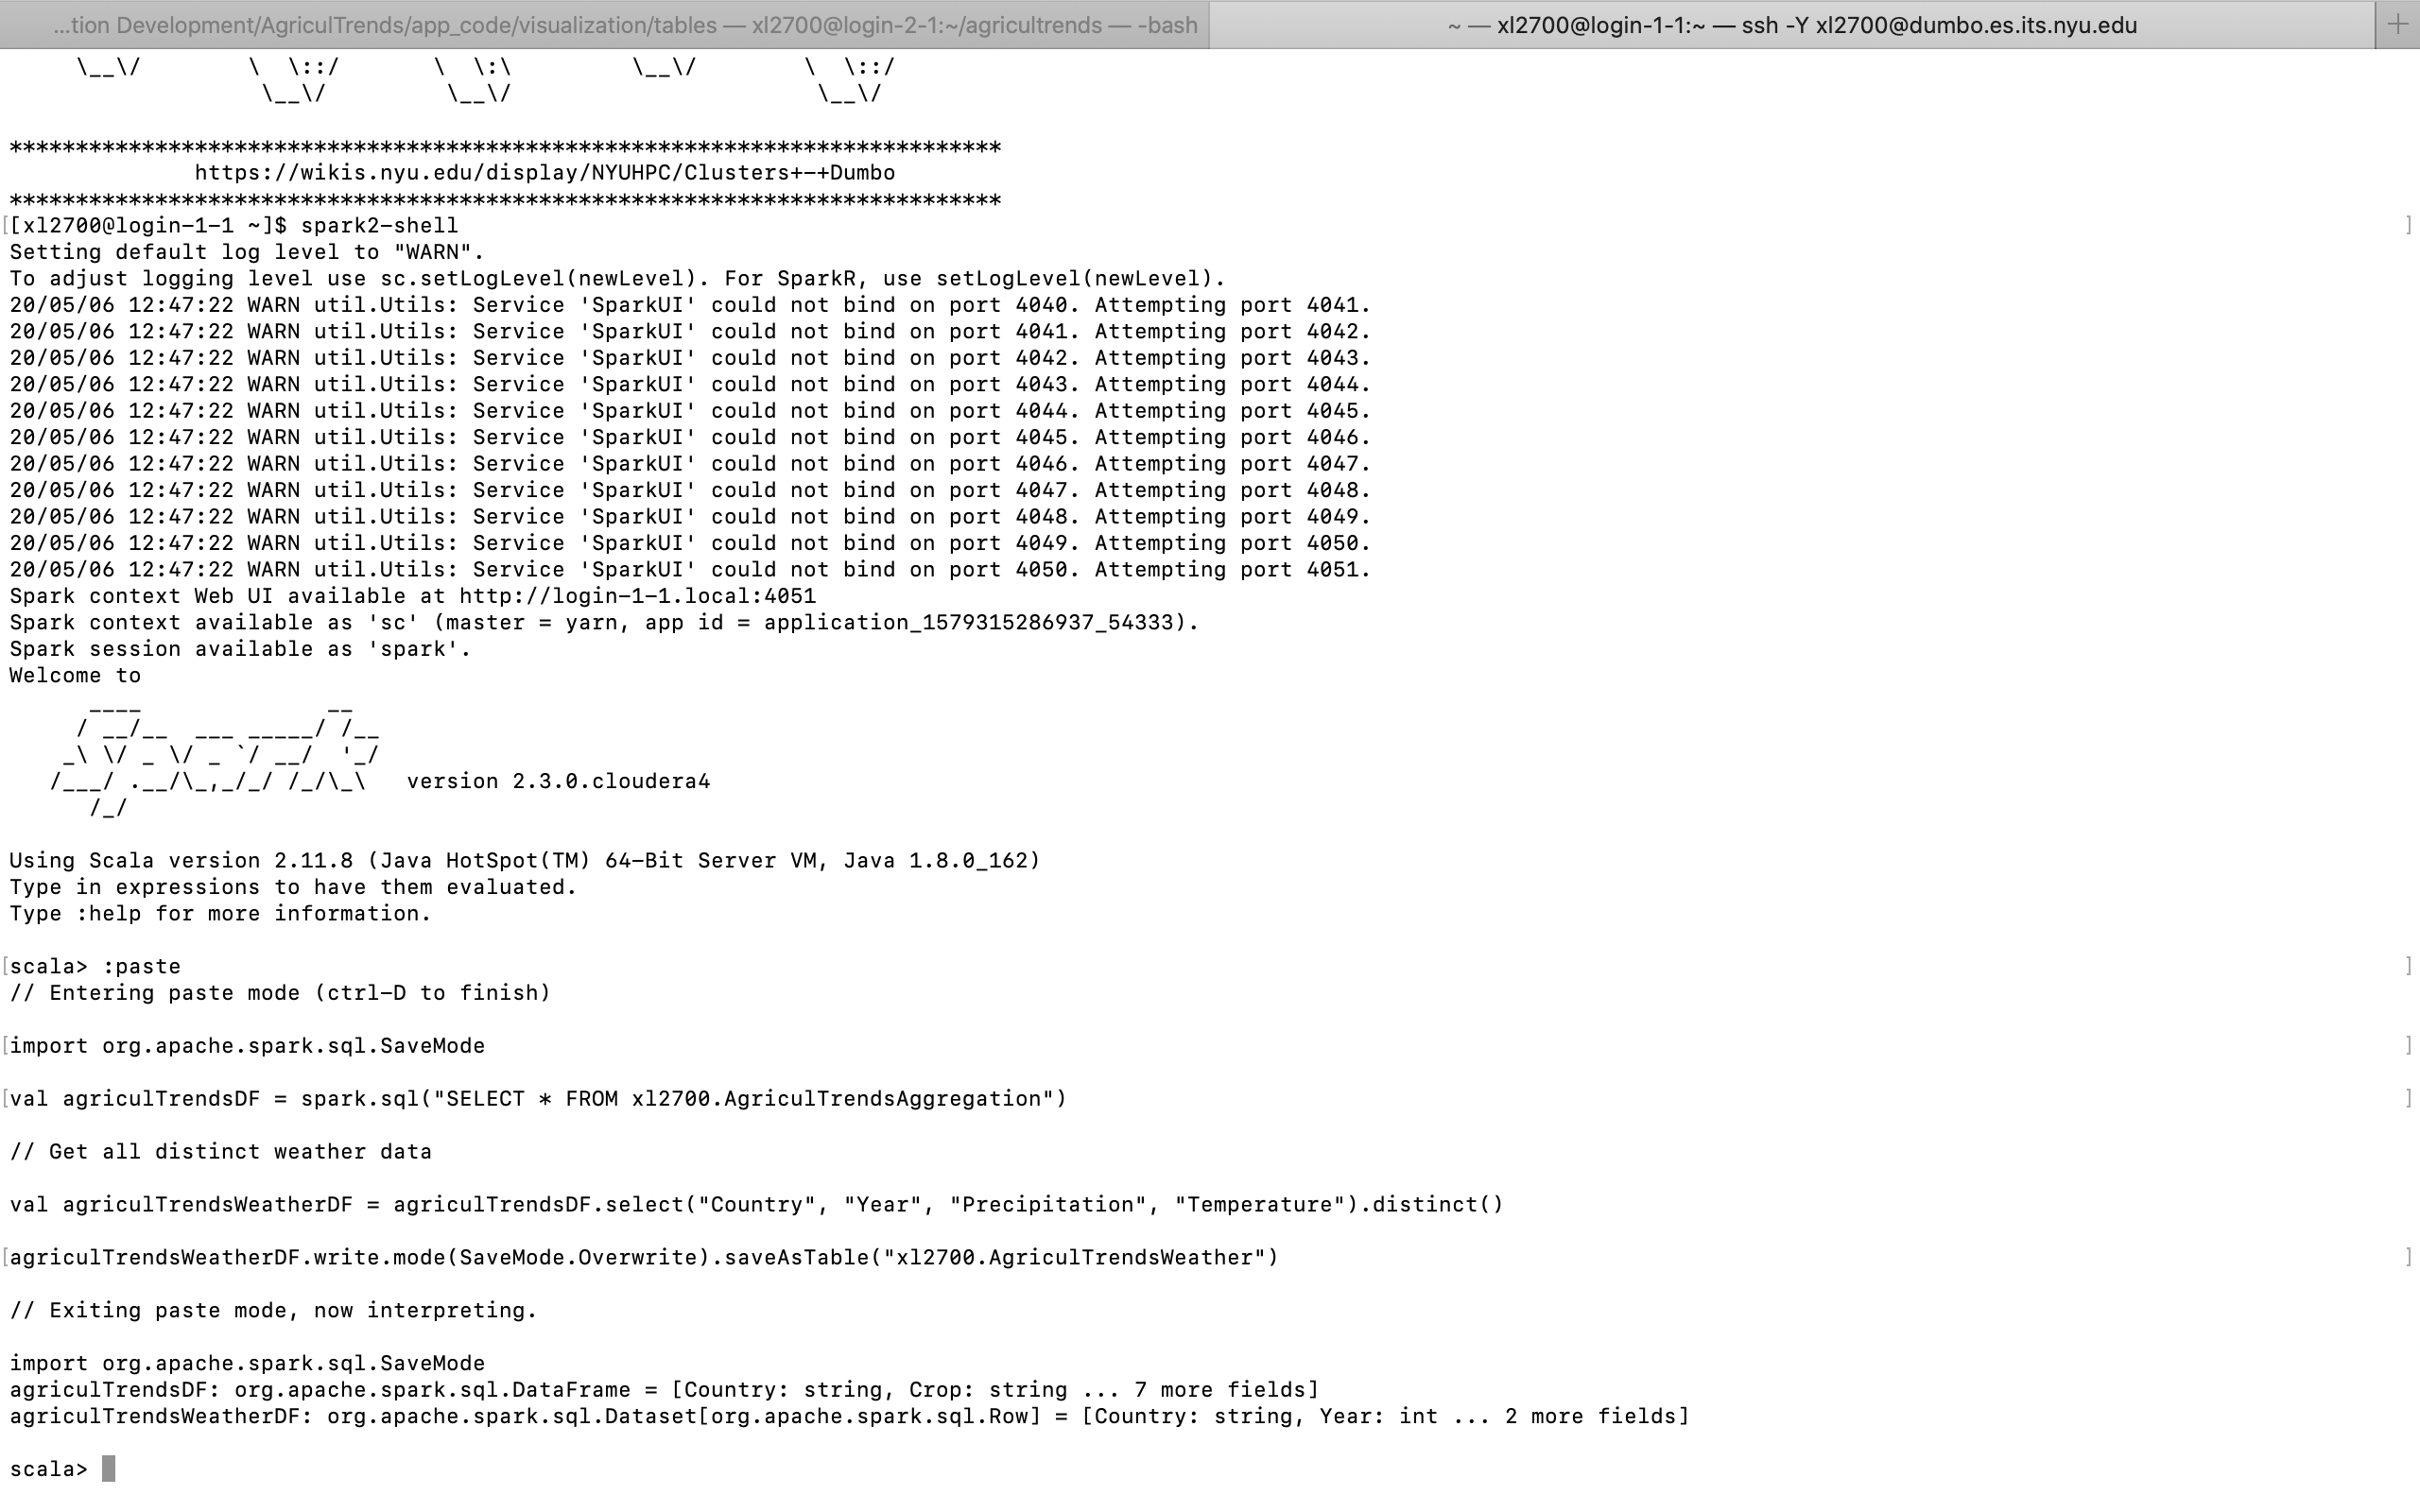 ...tion Development/AgriculTrends/app_code/visualization/tables — xl2700@login-2-1:~/agricultrends — -bash
~ — xl2700@login-1-1:~ — ssh -Y xl2700@dumbo.es.its.nyu.edu
+
     \__\/        \  \::/       \  \:\         \__\/        \  \::/
                   \__\/         \__\/                       \__\/
***************************************************************************
              https://wikis.nyu.edu/display/NYUHPC/Clusters+-+Dumbo
***************************************************************************
[[xl2700@login-1-1 ~]$ spark2-shell ]
Setting default log level to "WARN".
To adjust logging level use sc.setLogLevel(newLevel). For SparkR, use setLogLevel(newLevel).
20/05/06 12:47:22 WARN util.Utils: Service 'SparkUI' could not bind on port 4040. Attempting port 4041.
20/05/06 12:47:22 WARN util.Utils: Service 'SparkUI' could not bind on port 4041. Attempting port 4042.
20/05/06 12:47:22 WARN util.Utils: Service 'SparkUI' could not bind on port 4042. Attempting port 4043.
20/05/06 12:47:22 WARN util.Utils: Service 'SparkUI' could not bind on port 4043. Attempting port 4044.
20/05/06 12:47:22 WARN util.Utils: Service 'SparkUI' could not bind on port 4044. Attempting port 4045.
20/05/06 12:47:22 WARN util.Utils: Service 'SparkUI' could not bind on port 4045. Attempting port 4046.
20/05/06 12:47:22 WARN util.Utils: Service 'SparkUI' could not bind on port 4046. Attempting port 4047.
20/05/06 12:47:22 WARN util.Utils: Service 'SparkUI' could not bind on port 4047. Attempting port 4048.
20/05/06 12:47:22 WARN util.Utils: Service 'SparkUI' could not bind on port 4048. Attempting port 4049.
20/05/06 12:47:22 WARN util.Utils: Service 'SparkUI' could not bind on port 4049. Attempting port 4050.
20/05/06 12:47:22 WARN util.Utils: Service 'SparkUI' could not bind on port 4050. Attempting port 4051.
Spark context Web UI available at http://login-1-1.local:4051
Spark context available as 'sc' (master = yarn, app id = application_1579315286937_54333).
Spark session available as 'spark'.
Welcome to
      ____              __
     / __/__  ___ _____/ /__
    _\ \/ _ \/ _ `/ __/  '_/
   /___/ .__/\_,_/_/ /_/\_\   version 2.3.0.cloudera4
      /_/
Using Scala version 2.11.8 (Java HotSpot(TM) 64-Bit Server VM, Java 1.8.0_162)
Type in expressions to have them evaluated.
Type :help for more information.
[scala> :paste ]
// Entering paste mode (ctrl-D to finish)
[import org.apache.spark.sql.SaveMode ]
[val agriculTrendsDF = spark.sql("SELECT * FROM xl2700.AgriculTrendsAggregation") ]
// Get all distinct weather data
val agriculTrendsWeatherDF = agriculTrendsDF.select("Country", "Year", "Precipitation", "Temperature").distinct()
[agriculTrendsWeatherDF.write.mode(SaveMode.Overwrite).saveAsTable("xl2700.AgriculTrendsWeather") ]
// Exiting paste mode, now interpreting.
import org.apache.spark.sql.SaveMode
agriculTrendsDF: org.apache.spark.sql.DataFrame = [Country: string, Crop: string ... 7 more fields]
agriculTrendsWeatherDF: org.apache.spark.sql.Dataset[org.apache.spark.sql.Row] = [Country: string, Year: int ... 2 more fields]
scala>